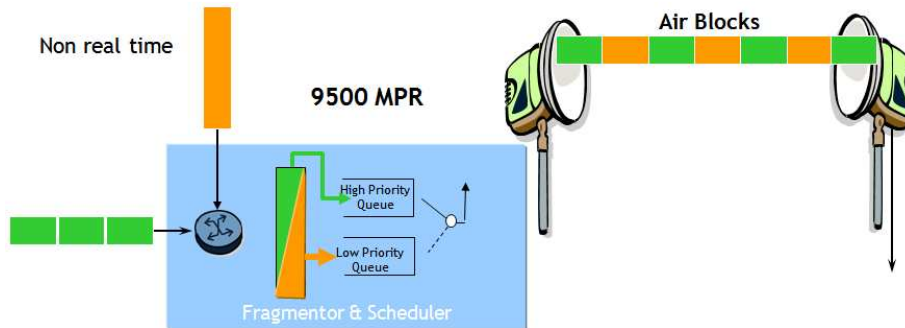 Air Blocks
Non real time
9500 MPR
High Priority
Queue
Low Priority
Queue
Fragmentor & Scheduler